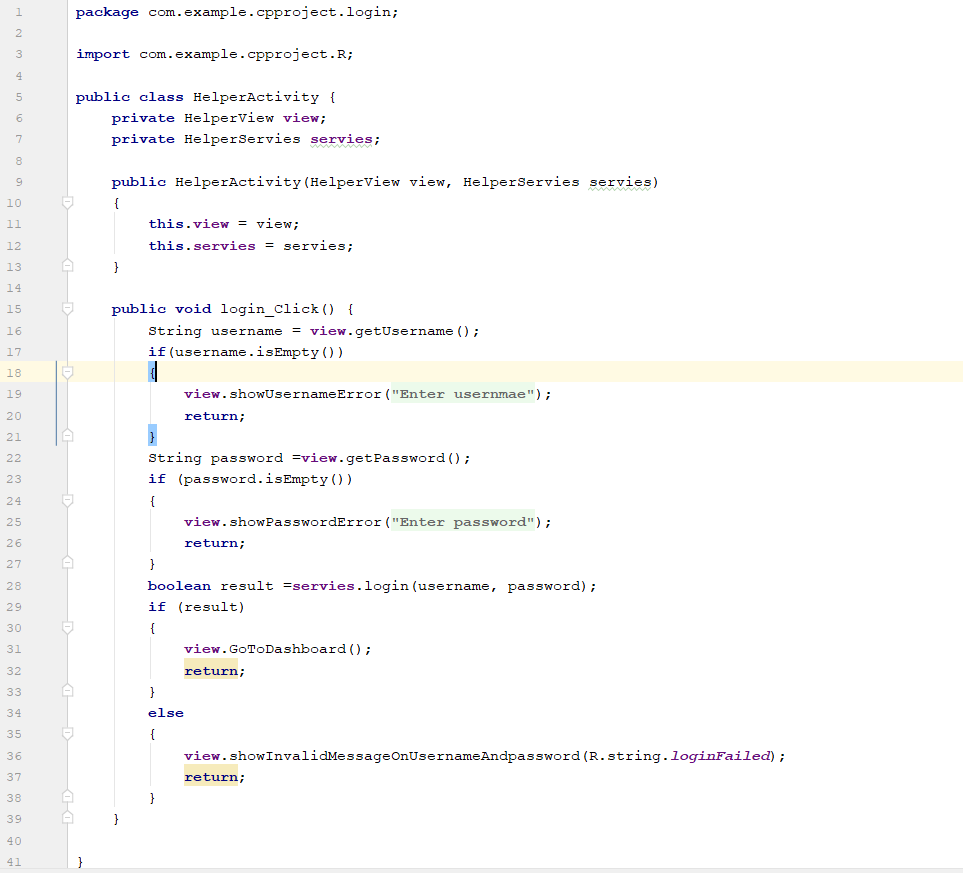 1 package com.example.cpproject.login;
2
3 import com.example.cpproject.R;
4
5 public class HelperActivity {
6     private HelperView view;
7     private HelperServies servies;
8
9     public HelperActivity(HelperView view, HelperServies servies)
10     {
11         this.view = view;
12         this.servies = servies;
13     }
14
15     public void login_Click() {
16         String username = view.getUsername();
17         if(username.isEmpty())
18         {
19             view.showUsernameError("Enter usernmae");
20             return;
21         }
22         String password =view.getPassword();
23         if (password.isEmpty())
24         {
25             view.showPasswordError("Enter password");
26             return;
27         }
28         boolean result =servies.login(username, password);
29         if (result)
30         {
31             view.GoToDashboard();
32             return;
33         }
34         else
35         {
36             view.showInvalidMessageOnUsernameAndpassword(R.string.loginFailed);
37             return;
38         }
39     }
40
41 }